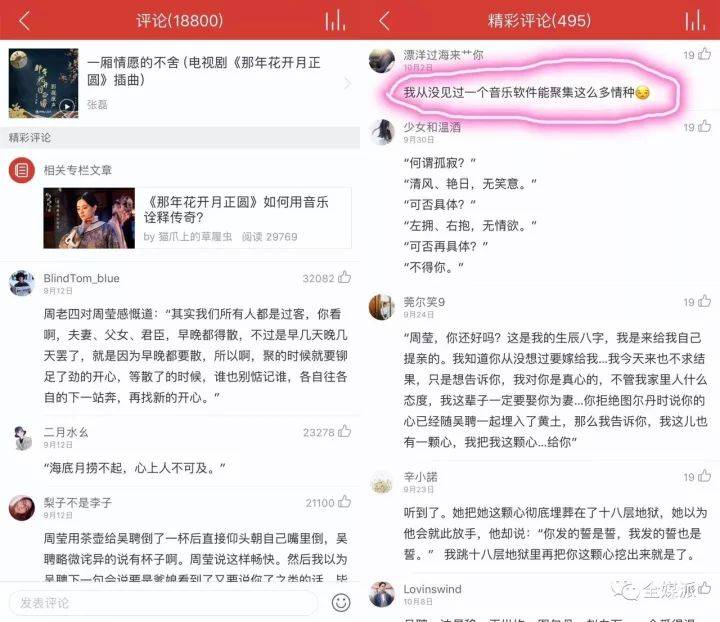 评论(18800)
一厢情愿的不舍 (电视剧《那年花开月正
圆》插曲)
张磊
精彩评论
相关专栏文章
《那年花开月正圆》如何用音乐
诠释传奇?
by 猫爪上的草履虫 阅读 29769
BlindTom_blue
32082
9月12日
周老四对周莹感慨道：“其实我们所有人都是过客，你看
啊，夫妻、父女、君臣，早晚都得散，不过是早几天晚几
天罢了，就是因为早晚都要散，所以啊，聚的时候就要铆
足了劲的开心，等散了的时候，谁也别惦记谁，各自往各
自的下一站奔，再找新的开心。”
二月水幺
23278
9月12日
“海底月捞不起，心上人不可及。”
梨子不是李子
21100
9月12日
周莹用茶壶给吴聘倒了一杯后直接仰头朝自己嘴里倒，吴
聘略微诧异的说有杯子啊。周莹说这样畅快。然后我以为
吴聘下一句会说要是爹娘看到了又要说你了之类的话，毕
发表评论
精彩评论(495)
漂洋过海来艹你
19
10月2日
我从没见过一个音乐软件能聚集这么多情种
少女和温酒
19
9月30日
“何谓孤寂？”
“清风、艳日，无笑意。”
“可否具体？”
“左拥、右抱，无情欲。”
“可否再具体？”
“不得你。”
莞尔笑9
19
9月24日
“周莹，你还好吗？这是我的生辰八字，我是来给我自己
提亲的。我知道你从没想过要嫁给我...我今天来也不求结
果，只是想告诉你，我对你是真心的，不管我家里人什么
态度，我这辈子一定要娶你为妻...你拒绝图尔丹时说你的
心已经随吴聘一起埋入了黄土，那么我告诉你，我这儿也
有一颗心，我把我这颗心...给你”
辛小諾
19
9月23日
听到了。她把她这颗心彻底埋葬在了十八层地狱，她以为
他会就此放手，他却说：“你发的誓是誓，我发的誓也是
誓。” 我跳十八层地狱里再把你这颗心挖出来就是了。
Lovinswind
10月8日
全媒派